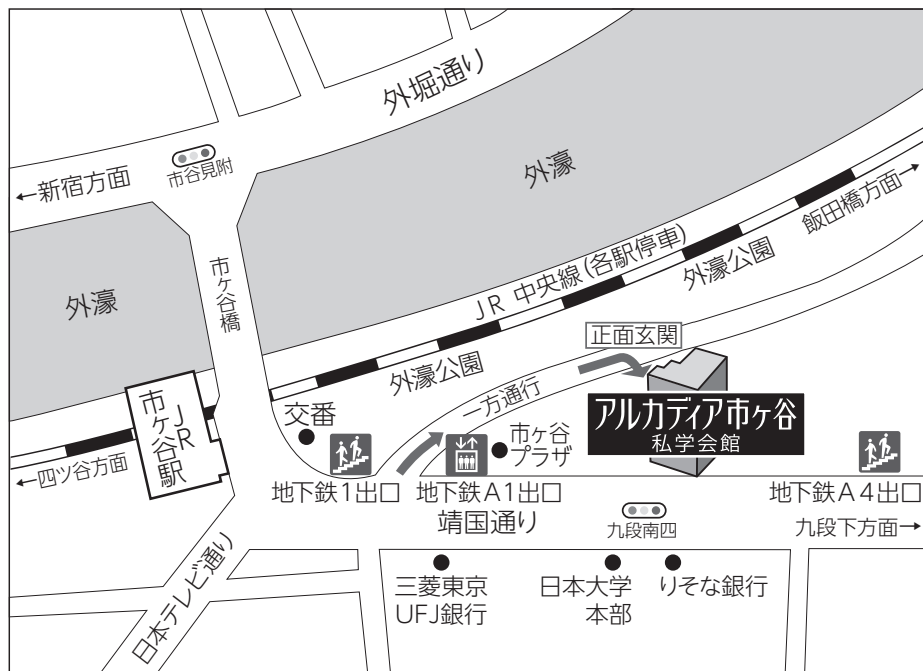 外堀通り
市谷見附
←新宿方面
外濠
飯田橋方面→
市ヶ谷橋
外濠
JR 中央線(各駅停車)
外濠公園
正面玄関
外濠公園
一方通行
アルカディア市ヶ谷
私学会館
交番
市ヶ谷
プラザ
JR
市ヶ谷駅
←四ツ谷方面
地下鉄1出口
地下鉄A1出口
地下鉄A4出口
靖国通り
九段南四
九段下方面→
日本テレビ通り
三菱東京
UFJ銀行
日本大学
本部
りそな銀行